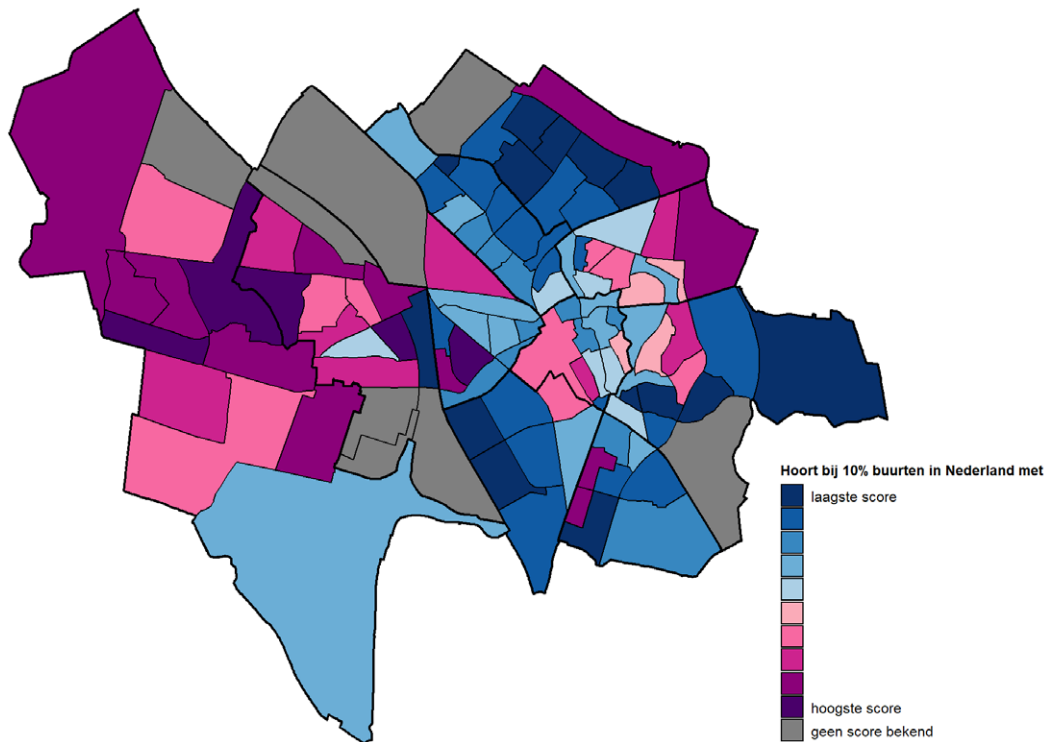 Hoort bij 10% buurten in Nederland met
laagste score
hoogste score
geen score bekend